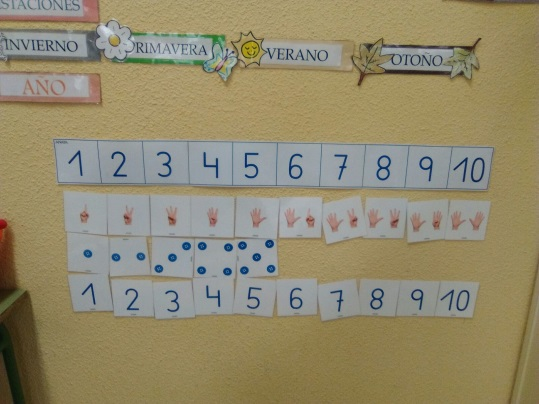 ESTACIONES
INVIERNO PRIMAVERA VERANO OTOÑO
AÑO
1 2 3 4 5 6 7 8 9 10
1 2 3 4 5 6 7 8 9 10